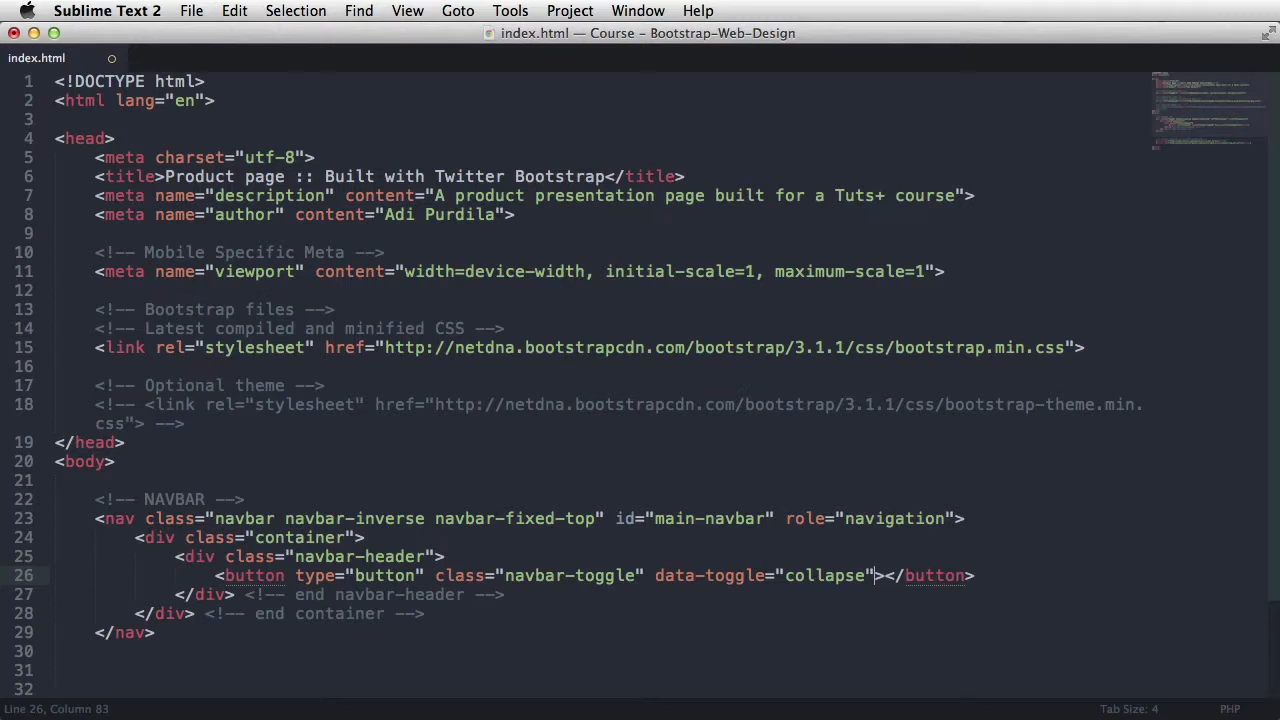 Sublime Text 2 File Edit Selection Find View Goto Tools Project Window Help
index.html — Course – Bootstrap-Web-Design
index.html
1 <!DOCTYPE html>
2 <html lang="en">
3
4 <head>
5 <meta charset="utf-8">
6 <title>Product page :: Built with Twitter Bootstrap</title>
7 <meta name="description" content="A product presentation page built for a Tuts+ course">
8 <meta name="author" content="Adi Purdila">
9
10 <!-- Mobile Specific Meta -->
11 <meta name="viewport" content="width=device-width, initial-scale=1, maximum-scale=1">
12
13 <!-- Bootstrap files -->
14 <!-- Latest compiled and minified CSS -->
15 <link rel="stylesheet" href="http://netdna.bootstrapcdn.com/bootstrap/3.1.1/css/bootstrap.min.css">
16
17 <!-- Optional theme -->
18 <!-- <link rel="stylesheet" href="http://netdna.bootstrapcdn.com/bootstrap/3.1.1/css/bootstrap-theme.min.
css"> -->
19 </head>
20 <body>
21
22 <!-- NAVBAR -->
23 <nav class="navbar navbar-inverse navbar-fixed-top" id="main-navbar" role="navigation">
24 <div class="container">
25 <div class="navbar-header">
26 <button type="button" class="navbar-toggle" data-toggle="collapse"></button>
27 </div> <!-- end navbar-header -->
28 </div> <!-- end container -->
29 </nav>
30
31
32
Line 26, Column 83 Tab Size: 4 PHP